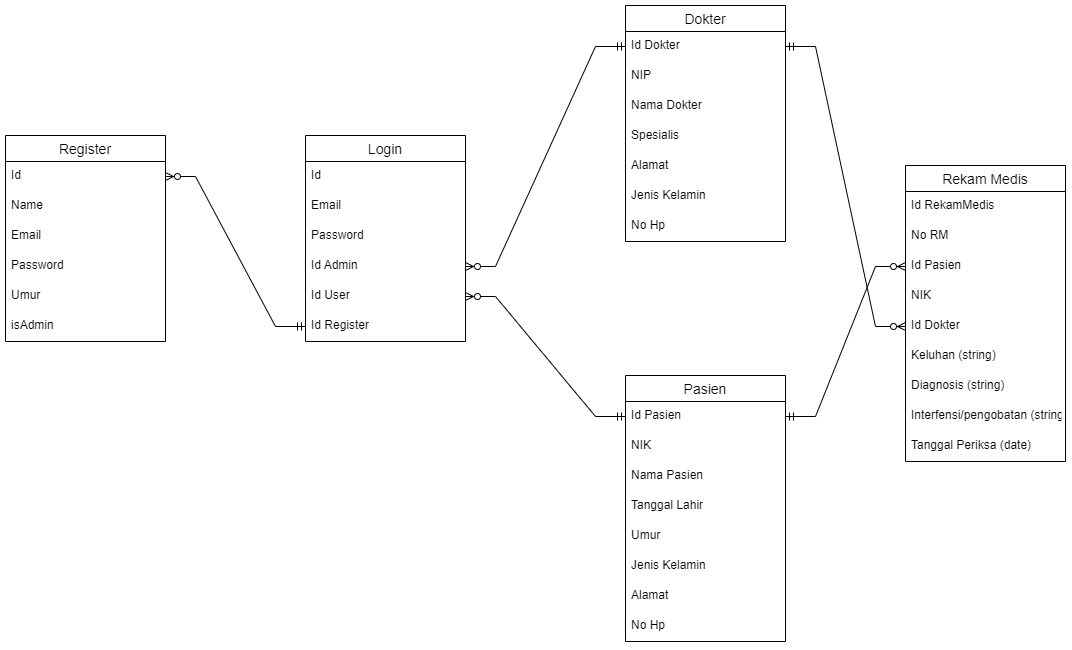 Register
Id
Name
Email
Password
Umur
isAdmin
Login
Id
Email
Password
Id Admin
Id User
Id Register
Dokter
Id Dokter
NIP
Nama Dokter
Spesialis
Alamat
Jenis Kelamin
No Hp
Pasien
Id Pasien
NIK
Nama Pasien
Tanggal Lahir
Umur
Jenis Kelamin
Alamat
No Hp
Rekam Medis
Id RekamMedis
No RM
Id Pasien
NIK
Id Dokter
Keluhan (string)
Diagnosis (string)
Interfensi/pengobatan (string
Tanggal Periksa (date)